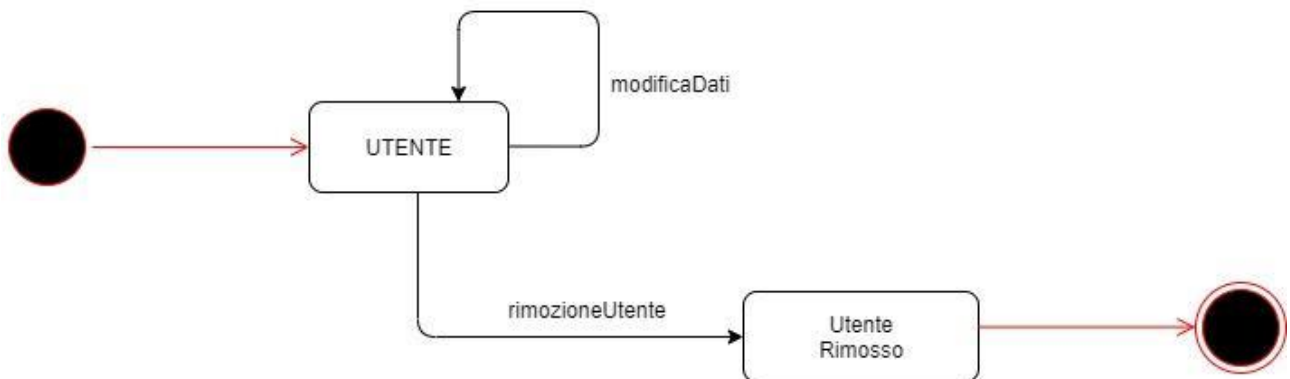 modificaDati
UTENTE
rimozioneUtente
Utente
Rimosso